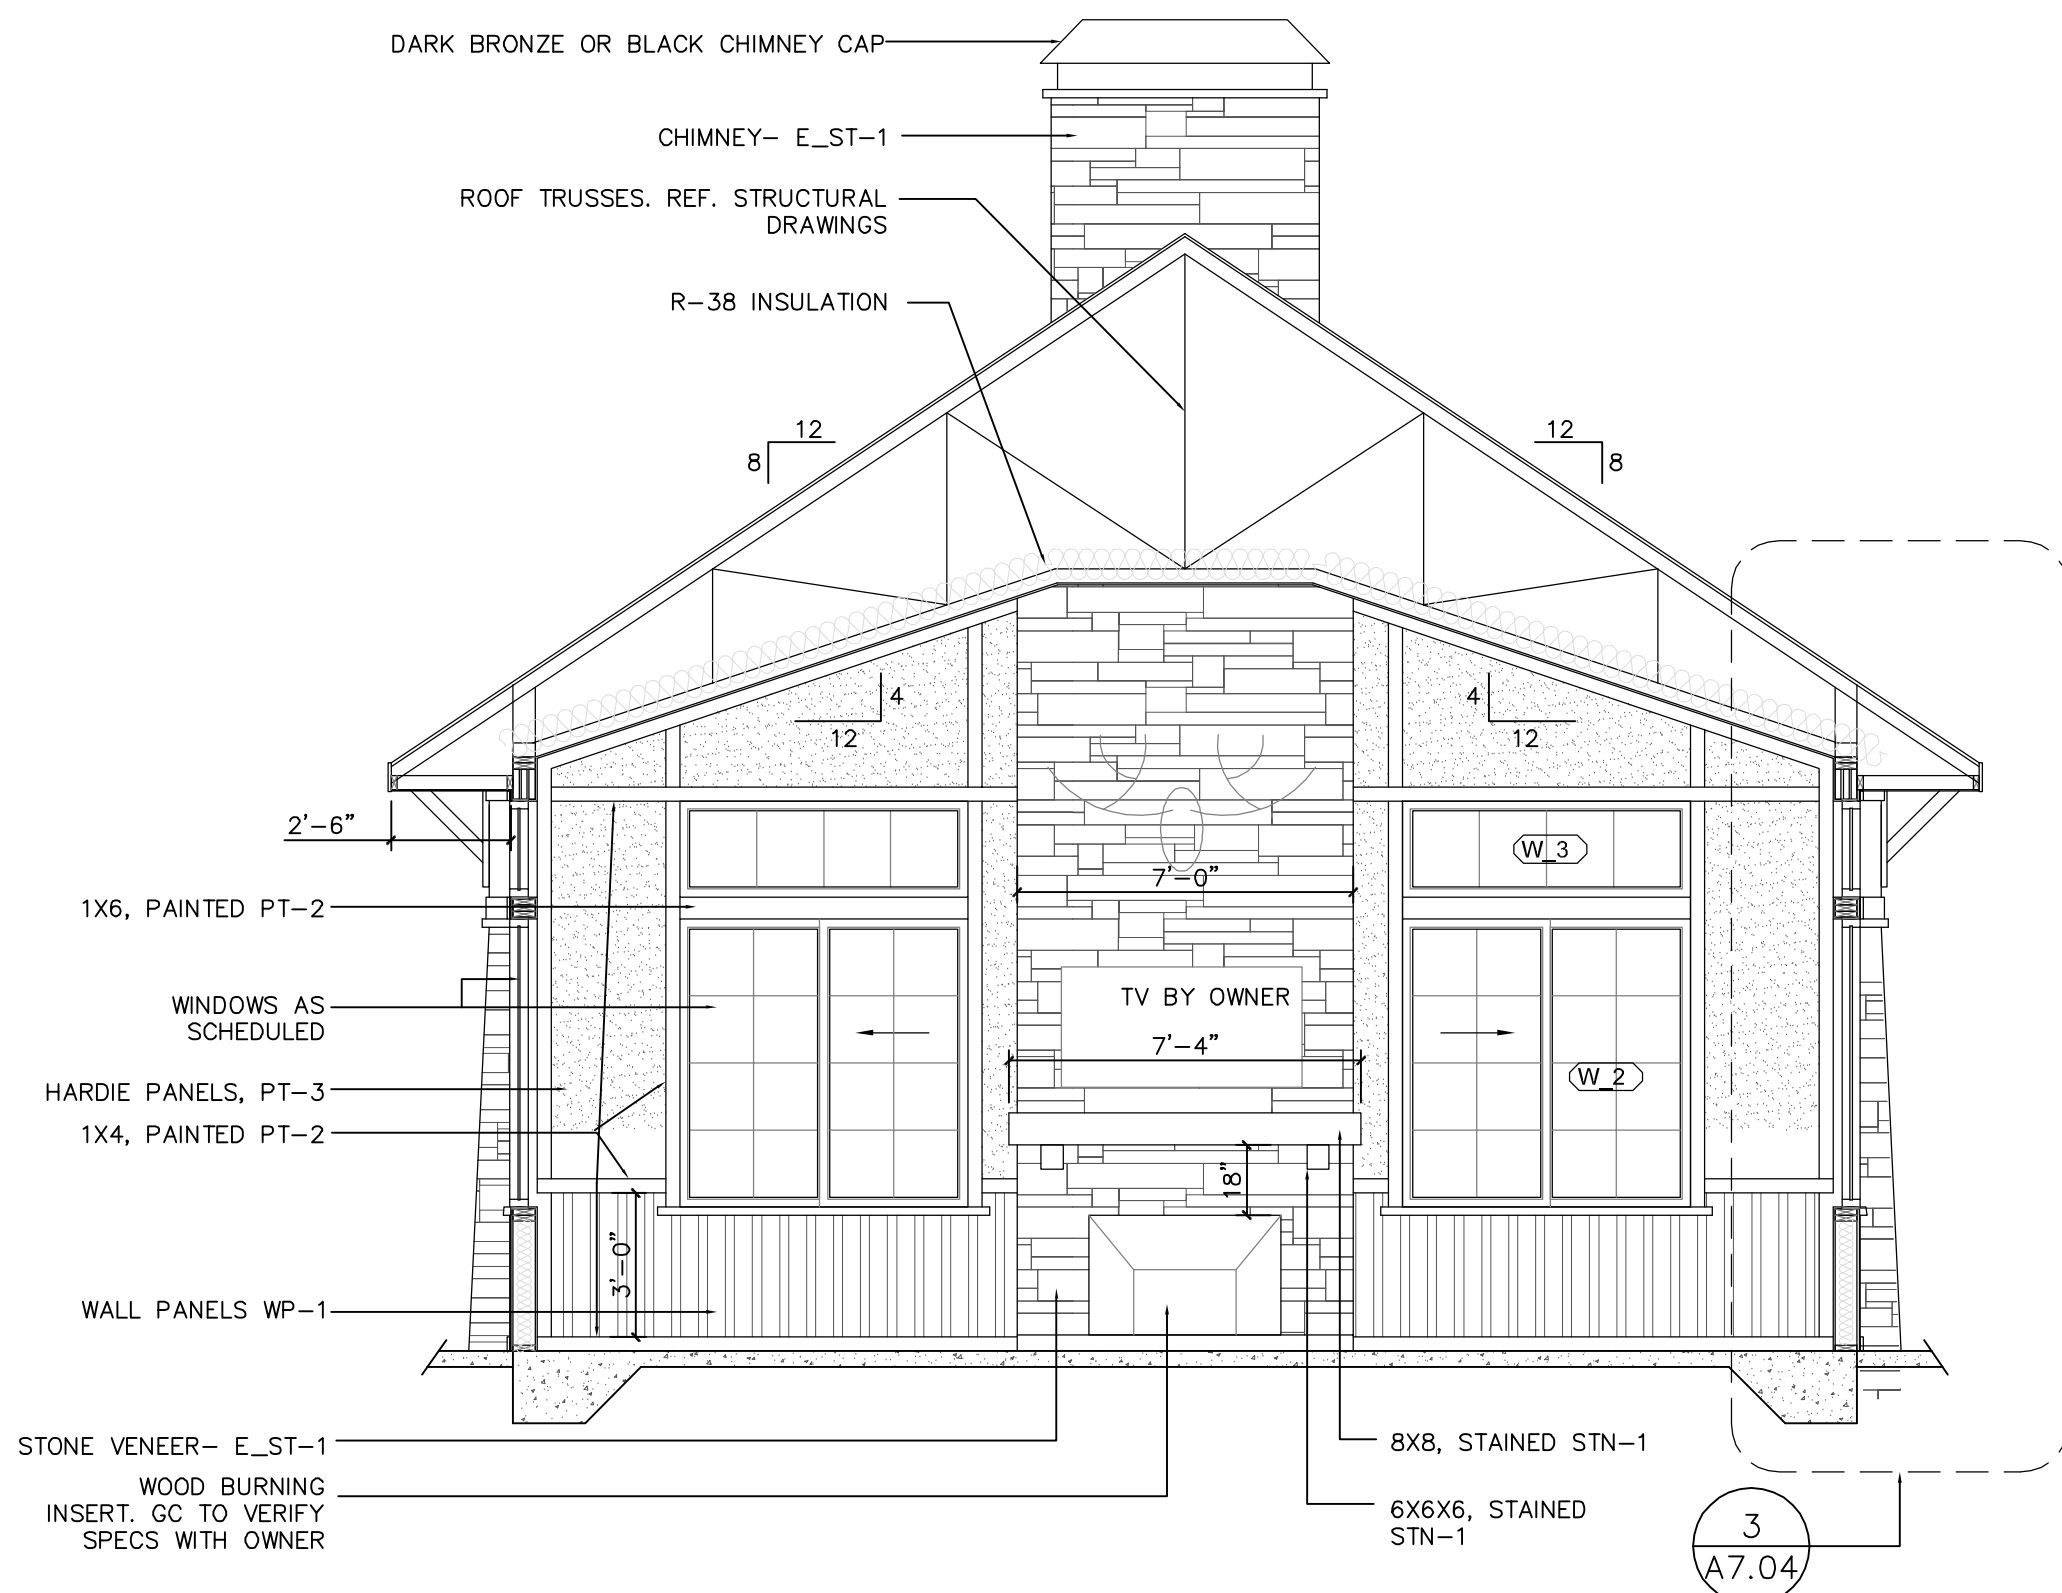 DARK BRONZE OR BLACK CHIMNEY CAP
CHIMNEY- E_ST-1
ROOF TRUSSES. REF. STRUCTURAL
DRAWINGS
R-38 INSULATION
12
8
12
8
4
12
4
12
2'-6"
W_3
7'-0"
1X6, PAINTED PT-2
WINDOWS AS
SCHEDULED
TV BY OWNER
7'-4"
W_2
HARDIE PANELS, PT-3
1X4, PAINTED PT-2
18"
3'-0"
WALL PANELS WP-1
STONE VENEER- E_ST-1
WOOD BURNING
INSERT. GC TO VERIFY
SPECS WITH OWNER
8X8, STAINED STN-1
6X6X6, STAINED
STN-1
3
A7.04